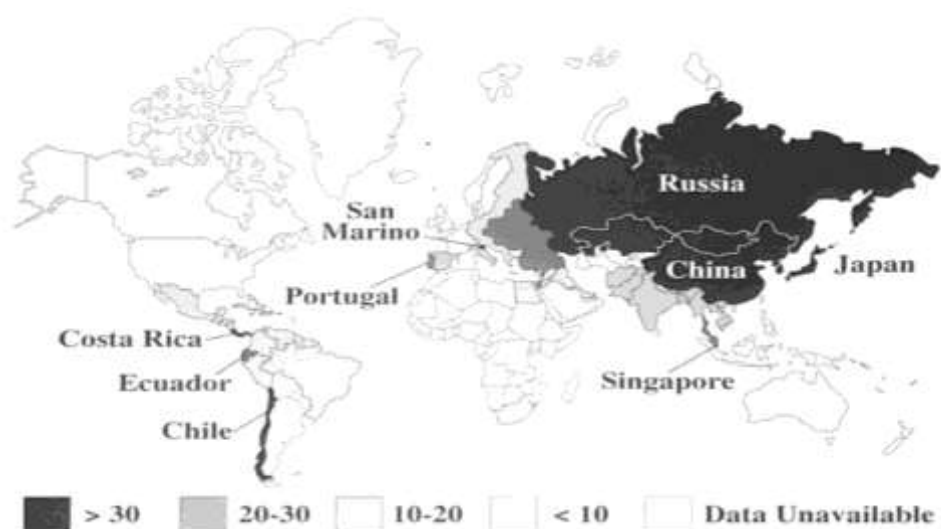 Russia
San
Marino
China
Japan
Portugal
Costa Rica
Ecuador
Singapore
Chile
> 30 20-30 10-20 < 10 Data Unavailable